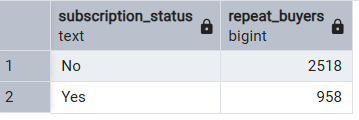 subscription_status repeat_buyers
text bigint
1 No 2518
2 Yes 958